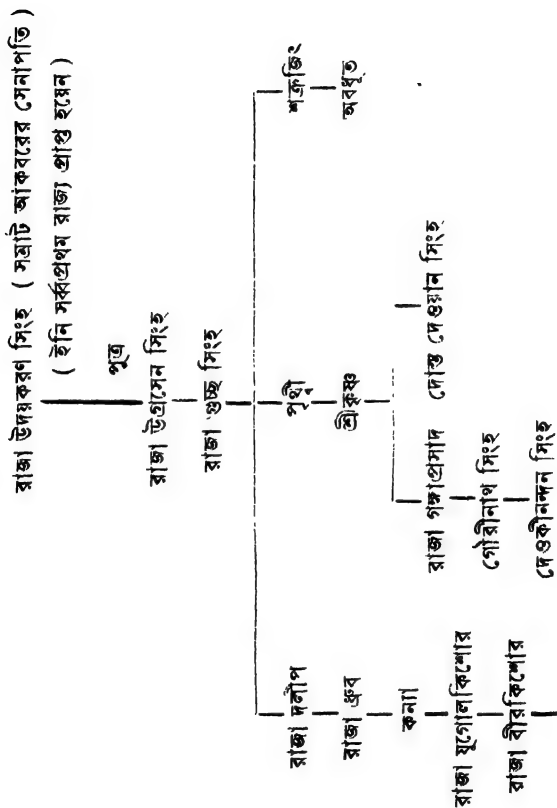 রাজা উদয়করণ সিংহ ( সম্রাট আকবরের সেনাপতি )
( ইনি সর্ব্বপ্রথম রাজ্য প্রাপ্ত হয়েন )
পুত্র
রাজা উগ্রসেন সিংহ
রাজা গুচ্ছ সিংহ
রাজা দলীপ
পৃথ্বী
শত্রুজিৎ
রাজা ধ্রুব
শ্রীকৃষ্ণ
অবধূত
কন্যা
রাজা গঙ্গাপ্রসাদ
দোস্ত দেওয়ান সিংহ
রাজা যুগোলকিশোর
গৌরীনাথ সিংহ
রাজা বীরকিশোর
দেওকীনন্দন সিংহ